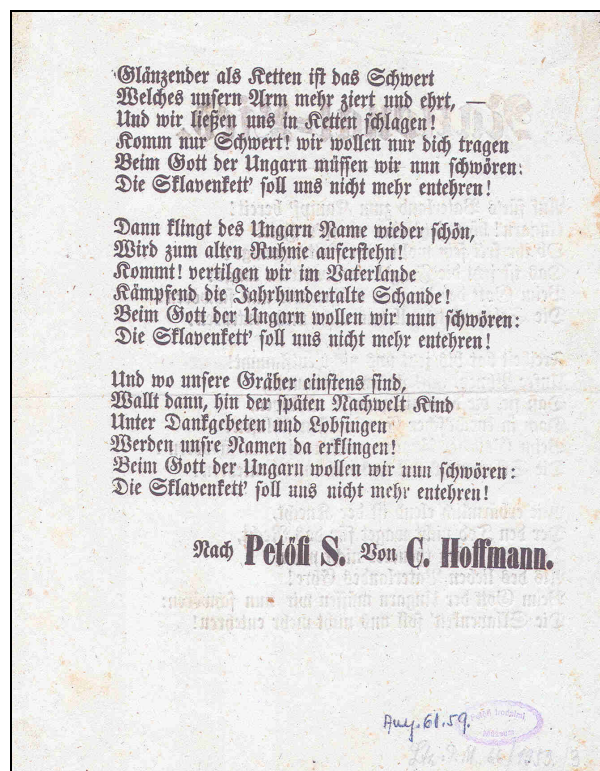 Glänzender als Ketten ist das Schwert
Welches unsern Arm mehr ziert und ehrt, —
Und wir ließen uns in Ketten schlagen!
Komm nur Schwert! wir wollen nur dich tragen
Beim Gott der Ungarn müssen wir nun schwören:
Die Sklavenkett’ soll uns nicht mehr entehren!
Dann klingt des Ungarn Name wieder schön,
Wird zum alten Ruhme auferstehn!
Kommt! vertilgen wir im Vaterlande
Kämpfend die Jahrhundertalte Schande!
Beim Gott der Ungarn wollen wir nun schwören:
Die Sklavenkett’ soll uns nicht mehr entehren!
Und wo unsere Gräber einstens sind,
Wallt dann, hin der späten Nachwelt Kind
Unter Dankgebeten und Lobsingen
Werden unsre Namen da erklingen!
Beim Gott der Ungarn wollen wir nun schwören:
Die Sklavenkett’ soll uns nicht mehr entehren!
Nach Petöfi S. Von C. Hoffmann.